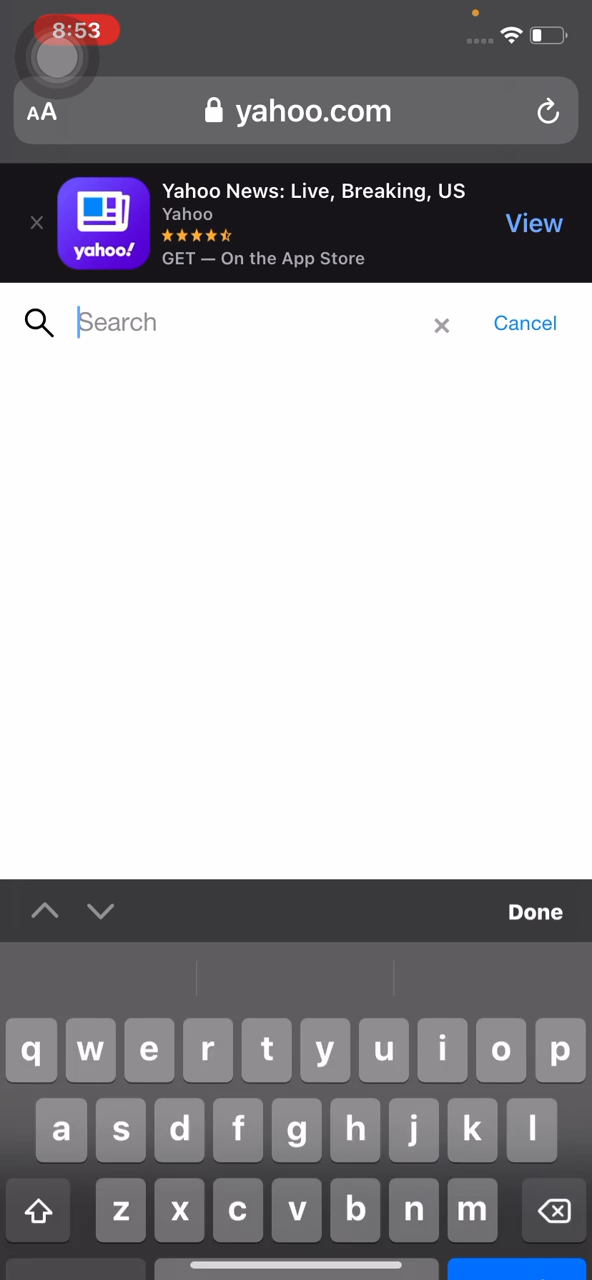 8:53
AA
yahoo.com
Yahoo News: Live, Breaking, US
Yahoo
yahoo!
GET — On the App Store
View
Search
Cancel
Done
q w e r t y u i o p
a s d f g h j k l
z x c v b n m